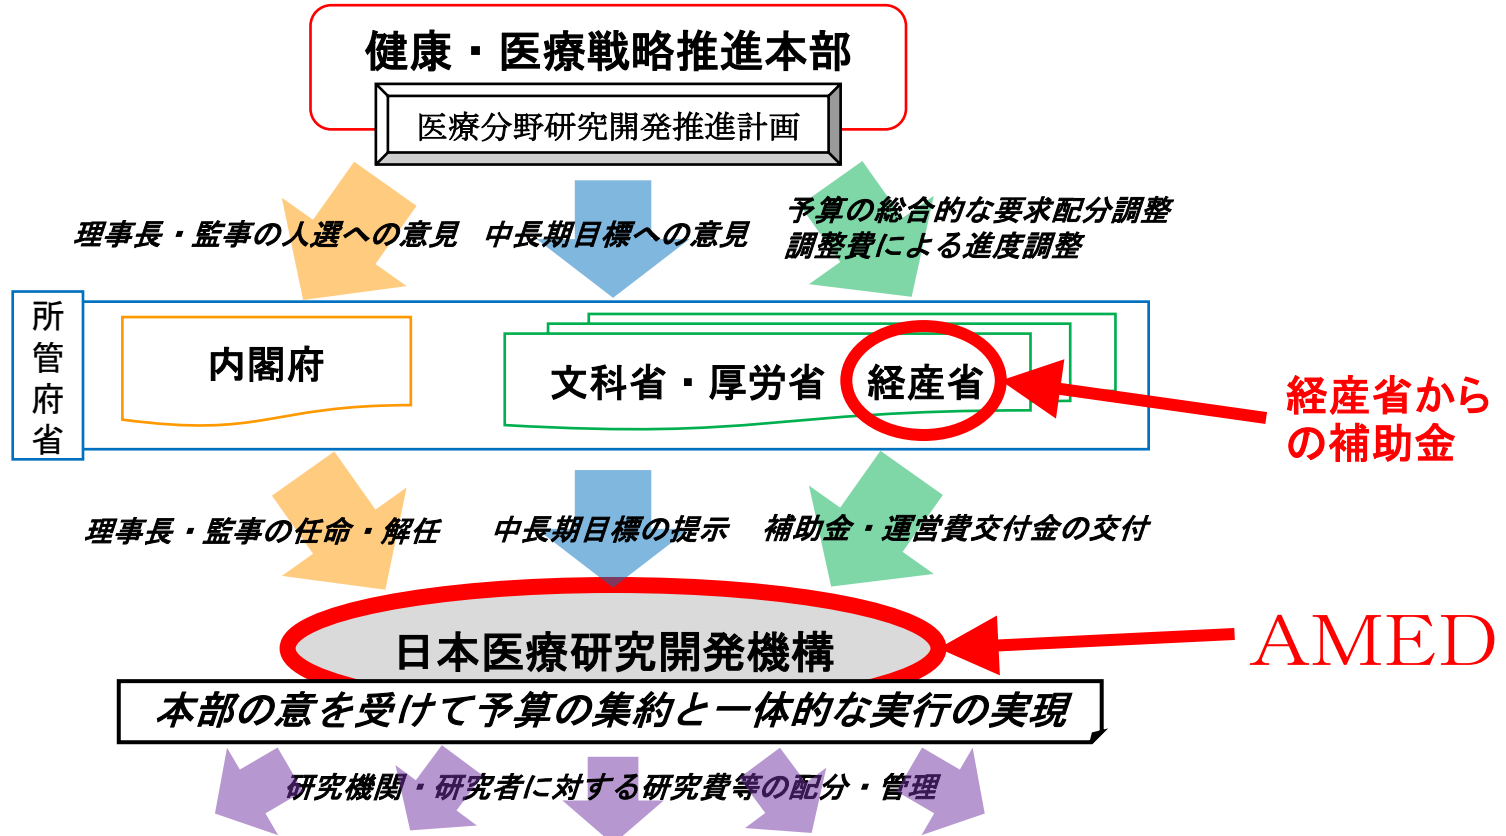 健康・医療戦略推進本部
医療分野研究開発推進計画
理事長・監事の人選への意見
中長期目標への意見
予算の総合的な要求配分調整
調整費による進度調整
所管府省
内閣府
文科省・厚労省
経産省
経産省から
の補助金
理事長・監事の任命・解任
中長期目標の提示
補助金・運営費交付金の交付
日本医療研究開発機構
AMED
本部の意を受けて予算の集約と一体的な実行の実現
研究機関・研究者に対する研究費等の配分・管理